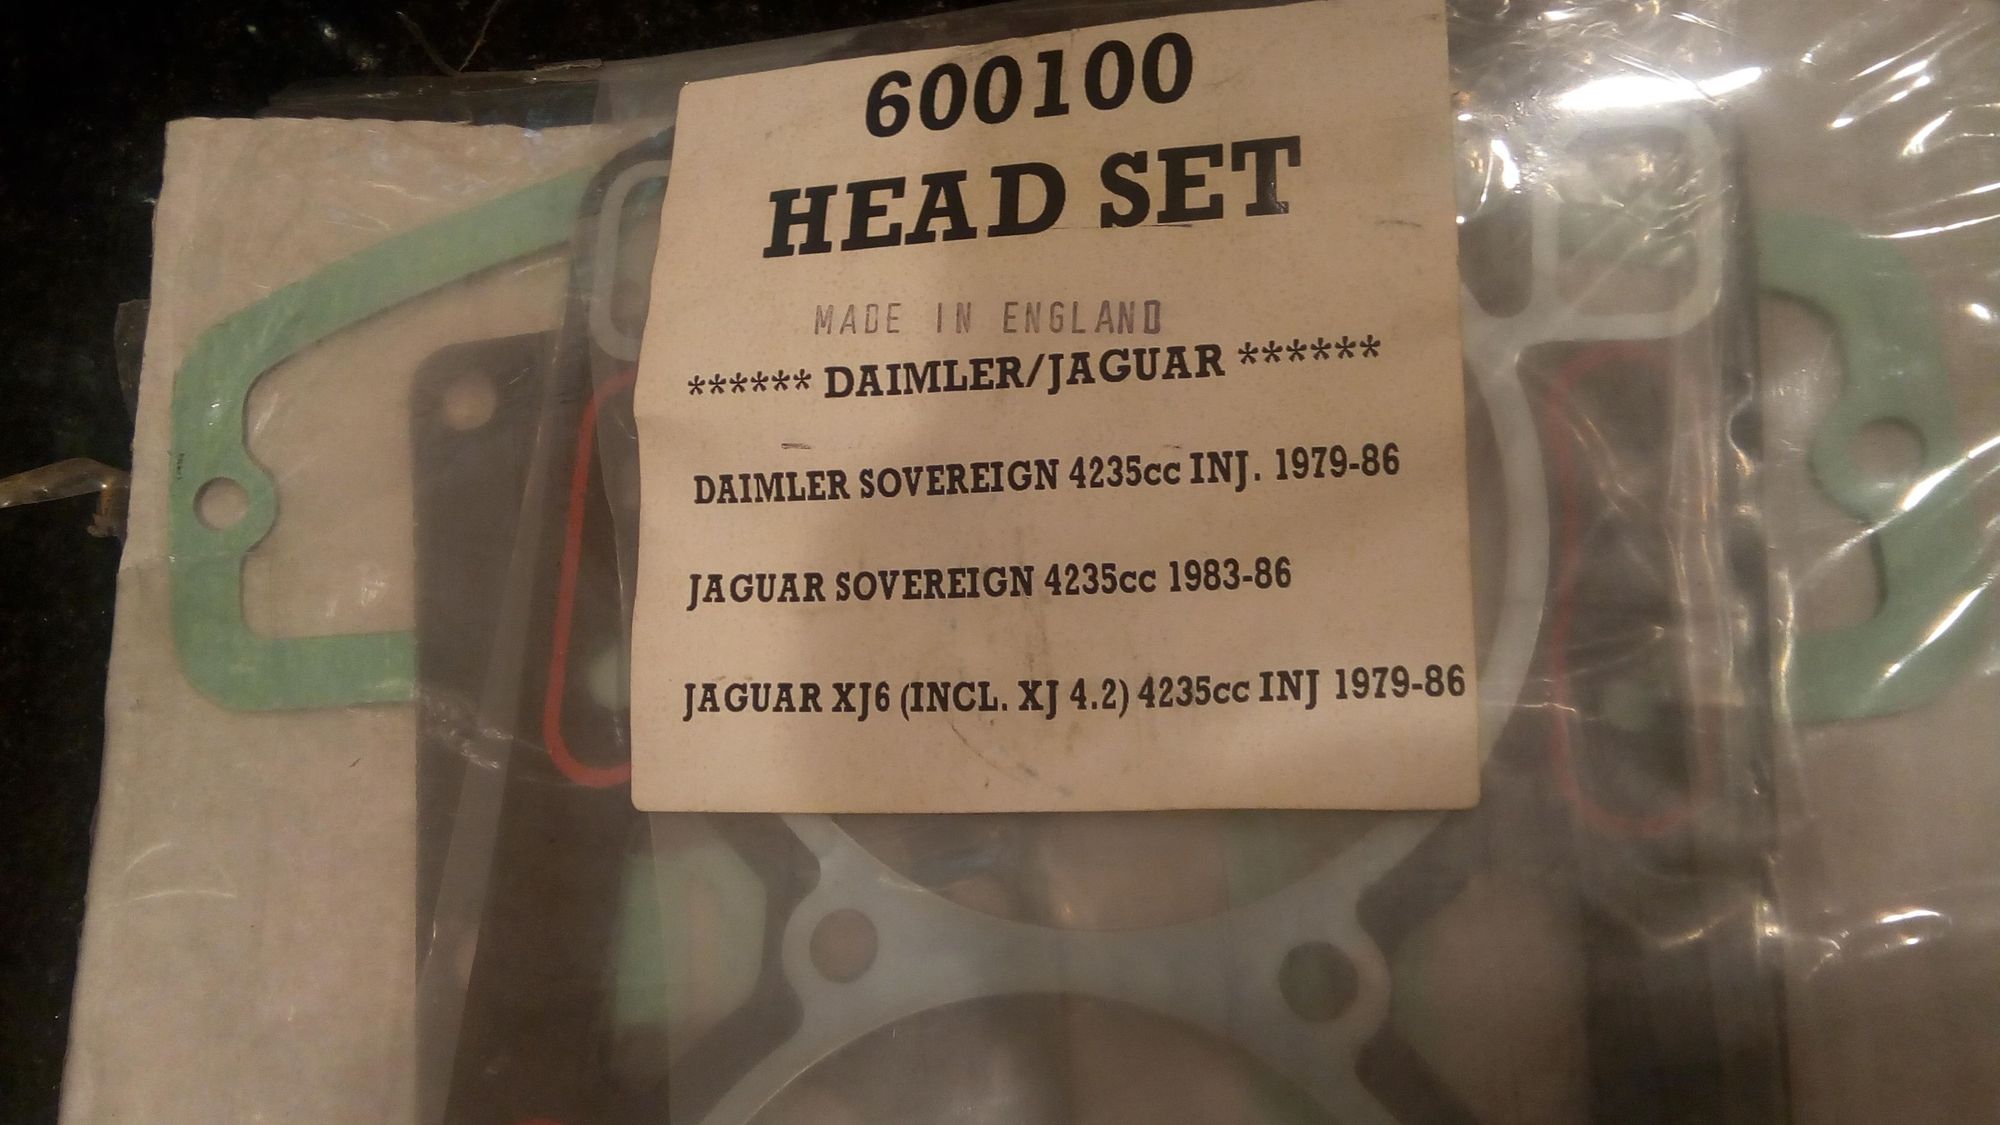 600100
HEAD SET
MADE IN ENGLAND
****** DAIMLER/JAGUAR ******
DAIMLER SOVEREIGN 4235cc INJ. 1979-86
JAGUAR SOVEREIGN 4235cc 1983-86
JAGUAR XJ6 (INCL. XJ 4.2) 4235cc INJ 1979-86